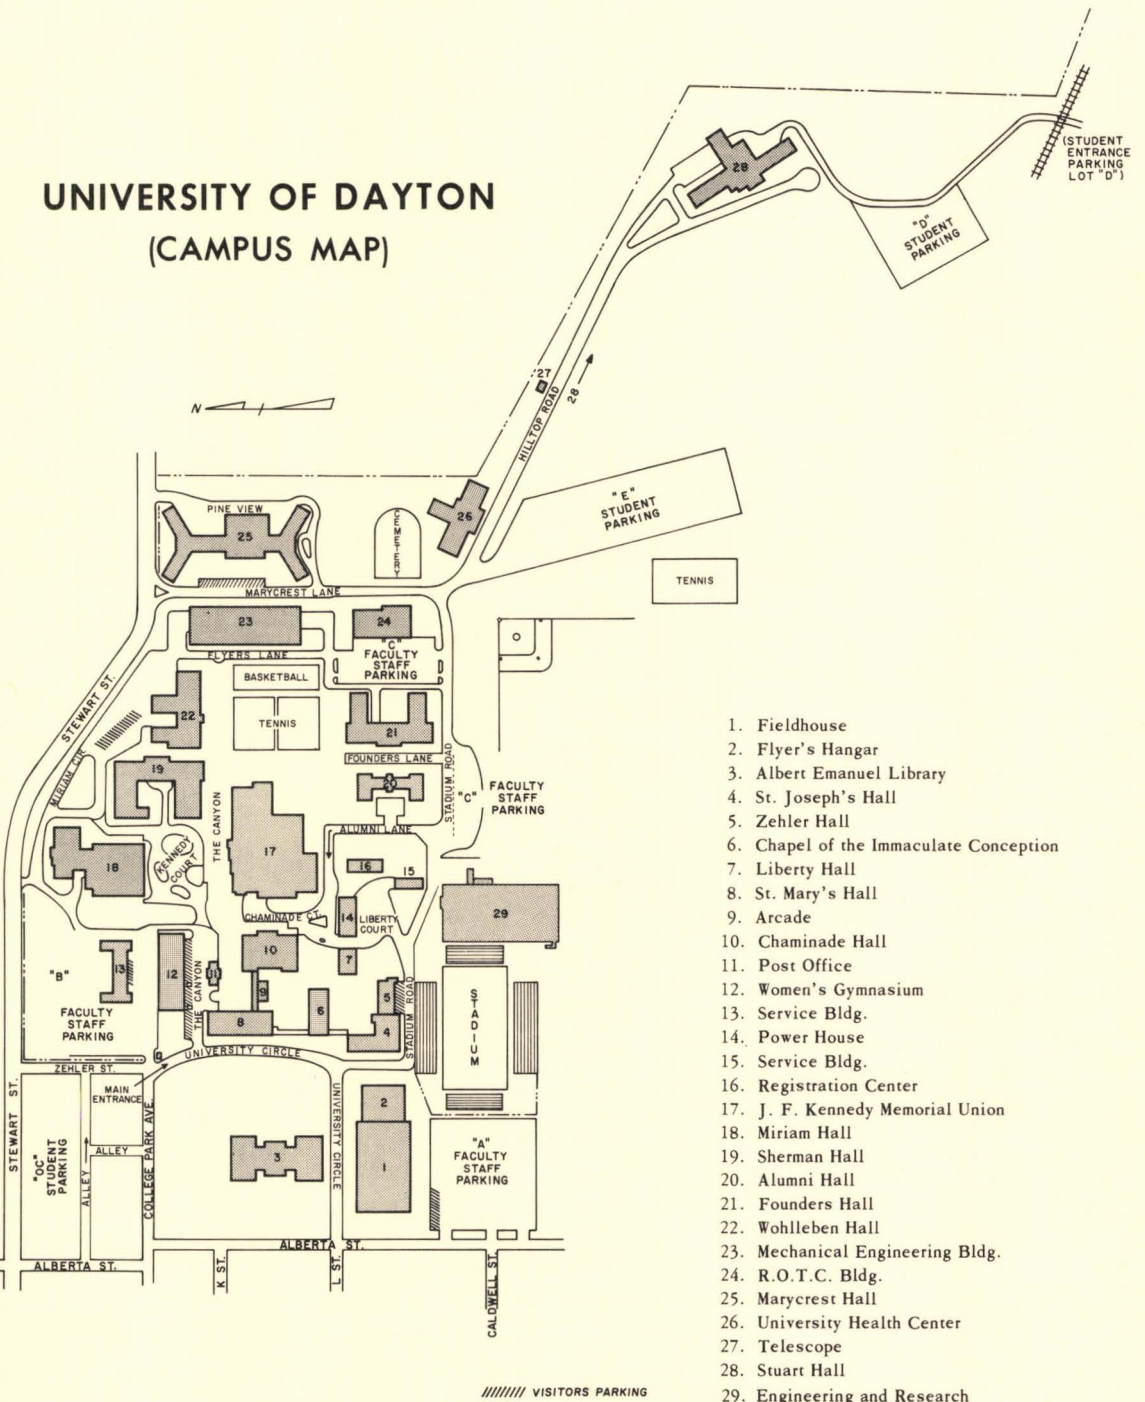 UNIVERSITY OF DAYTON
(CAMPUS MAP)
(STUDENT
ENTRANCE
PARKING
LOT "D")
28
"D"
STUDENT
PARKING
27
28
HILLTOP ROAD
N
"E"
STUDENT
PARKING
PINE VIEW
25
CEMETERY
26
TENNIS
MARYCREST LANE
23
24
"C"
FACULTY
STAFF
PARKING
FLYERS LANE
BASKETBALL
STEWART ST.
22
TENNIS
21
FOUNDERS LANE
MIRIAM CIR.
19
THE CANYON
20
STADIUM ROAD
"C"
FACULTY
STAFF
PARKING
ALUMNI LANE
KENNEDY
COURT
18
17
16
15
CHAMINADE CT.
14
LIBERTY
COURT
29
"B"
FACULTY
STAFF
PARKING
13
12
THE CANYON
11
10
9
8
7
6
5
4
STADIUM ROAD
STADIUM
UNIVERSITY CIRCLE
ZEHLER ST.
MAIN
ENTRANCE
STEWART ST.
"OC"
STUDENT
PARKING
ALLEY
ALLEY
COLLEGE PARK AVE.
3
UNIVERSITY CIRCLE
2
1
"A"
FACULTY
STAFF
PARKING
ALBERTA ST.
ALBERTA ST.
K ST.
L ST.
CALDWELL ST.
VISITORS PARKING
1. Fieldhouse
2. Flyer's Hangar
3. Albert Emanuel Library
4. St. Joseph's Hall
5. Zehler Hall
6. Chapel of the Immaculate Conception
7. Liberty Hall
8. St. Mary's Hall
9. Arcade
10. Chaminade Hall
11. Post Office
12. Women's Gymnasium
13. Service Bldg.
14. Power House
15. Service Bldg.
16. Registration Center
17. J. F. Kennedy Memorial Union
18. Miriam Hall
19. Sherman Hall
20. Alumni Hall
21. Founders Hall
22. Wohlleben Hall
23. Mechanical Engineering Bldg.
24. R.O.T.C. Bldg.
25. Marycrest Hall
26. University Health Center
27. Telescope
28. Stuart Hall
29. Engineering and Research